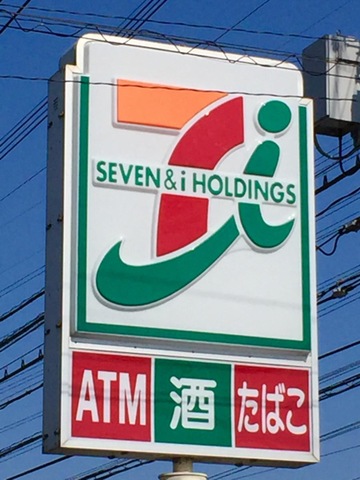 SEVEN & i HOLDINGS
ATM 酒 たばこ